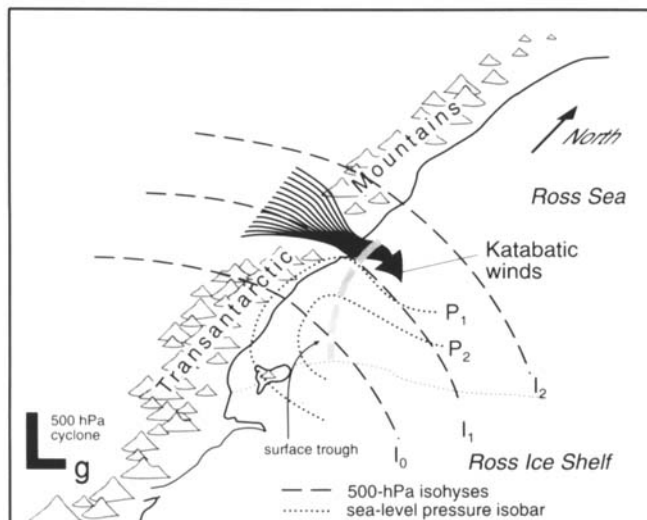 North
Mountains
Ross Sea
Katabatic
winds
Transantarctic
P1
P2
I2
500 hPa
cyclone
L
g
I1
surface trough
I0
Ross Ice Shelf
500-hPa isohyses
sea-level pressure isobar